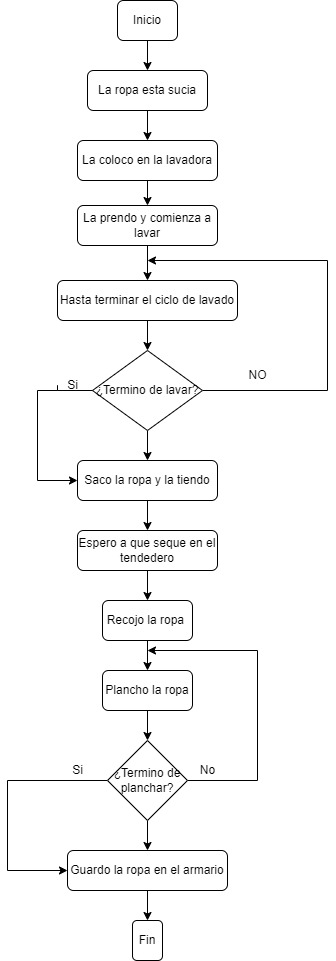 Inicio
La ropa esta sucia
La coloco en la lavadora
La prendo y comienza a
lavar
Hasta terminar el ciclo de lavado
NO
Si
¿Termino de lavar?
Saco la ropa y la tiendo
Espero a que seque en el
tendedero
Recojo la ropa
Plancho la ropa
Si
¿Termino de
planchar?
No
Guardo la ropa en el armario
Fin